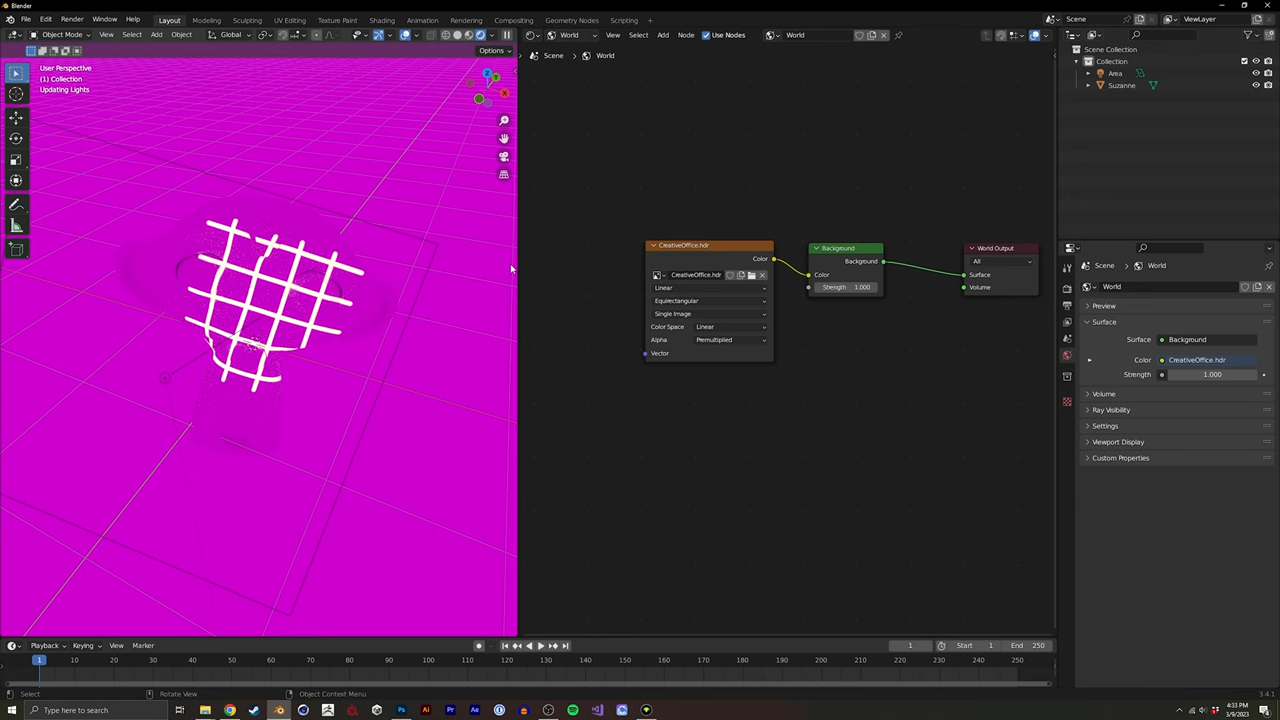 Blender
File Edit Render Window Help Layout Modeling Sculpting UV Editing Texture Paint Shading Animation Rendering Compositing Geometry Nodes Scripting + Scene ViewLayer
Object Mode View Select Add Object Global
World View Select Add Node Use Nodes World
Options
User Perspective
(1) Collection
Updating Lights
Scene World
CreativeOffice.hdr
Color
CreativeOffice.hdr
Linear
Equirectangular
Single Image
Color Space Linear
Alpha Premultiplied
Vector
Background
Background
Color
Strength 1.000
World Output
All
Surface
Volume
Scene Collection
Collection
Area
Suzanne
Scene World
World
Preview
Surface
Surface Background
Color CreativeOffice.hdr
Strength 1.000
Volume
Ray Visibility
Settings
Viewport Display
Custom Properties
Playback Keying View Marker 1 Start 1 End 250
1 10 20 30 40 50 60 70 80 90 100 110 120 130 140 150 160 170 180 190 200 210 220 230 240 250
Select Rotate View Object Context Menu 3.4.1
Type here to search
4:33 PM
3/9/2023